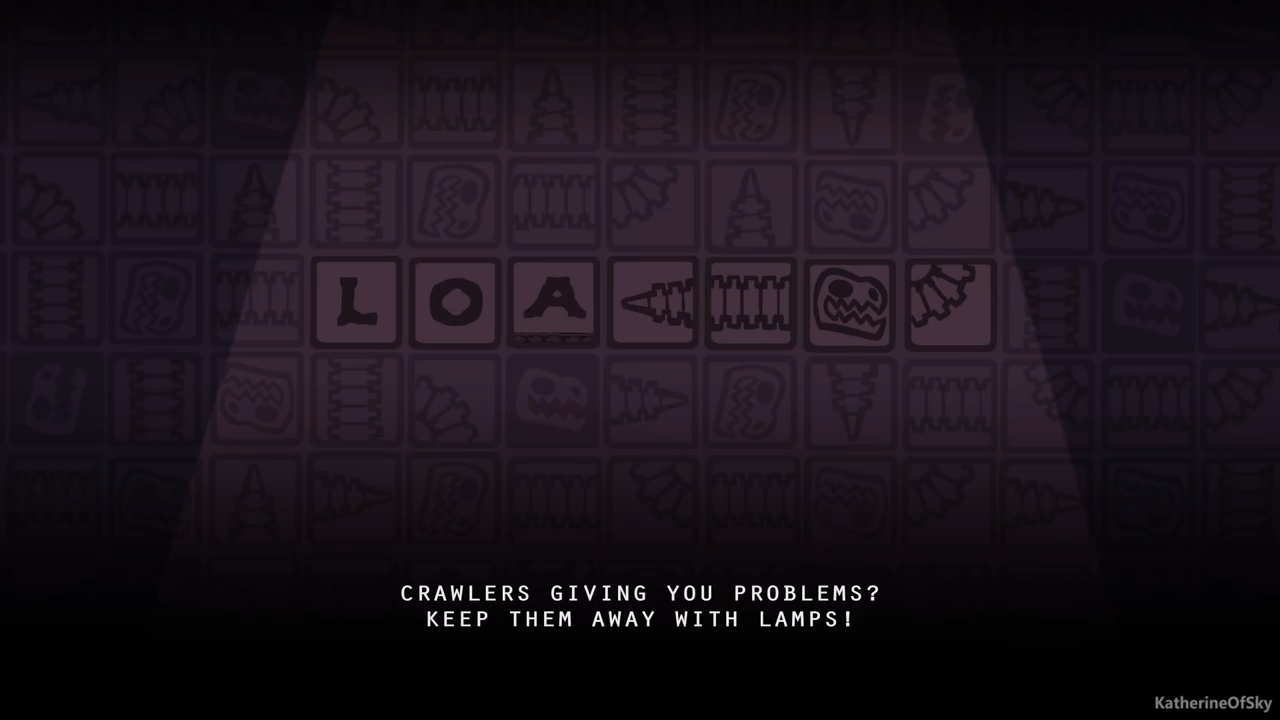 LOA
CRAWLERS GIVING YOU PROBLEMS?
KEEP THEM AWAY WITH LAMPS!
KatherineOfSky